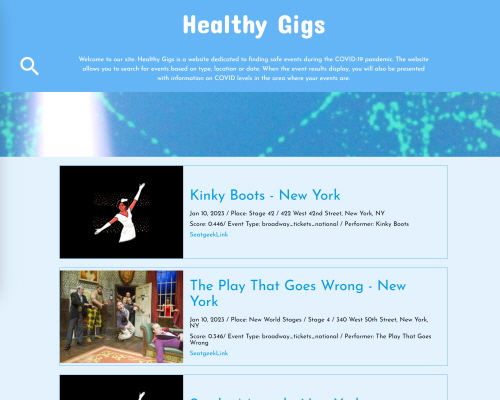 Healthy Gigs
Welcome to our site. Healthy Gigs is a website dedicated to finding safe events during the COVID-19 pandemic. The website
allows you to search for events based on type, location or date. When the event results display, you will also be presented
with information on COVID levels in the area where your events are.
Kinky Boots - New York
Jan 10, 2023 / Place: Stage 42 / 422 West 42nd Street, New York, NY
Score: 0.446/ Event Type: broadway_tickets_national / Performer: Kinky Boots
SeatgeekLink
The Play That Goes Wrong - New
York
Jan 10, 2023 / Place: New World Stages / Stage 4 / 340 West 50th Street, New York,
NY
Score: 0.346/ Event Type: broadway_tickets_national / Performer: The Play That Goes
Wrong
SeatgeekLink